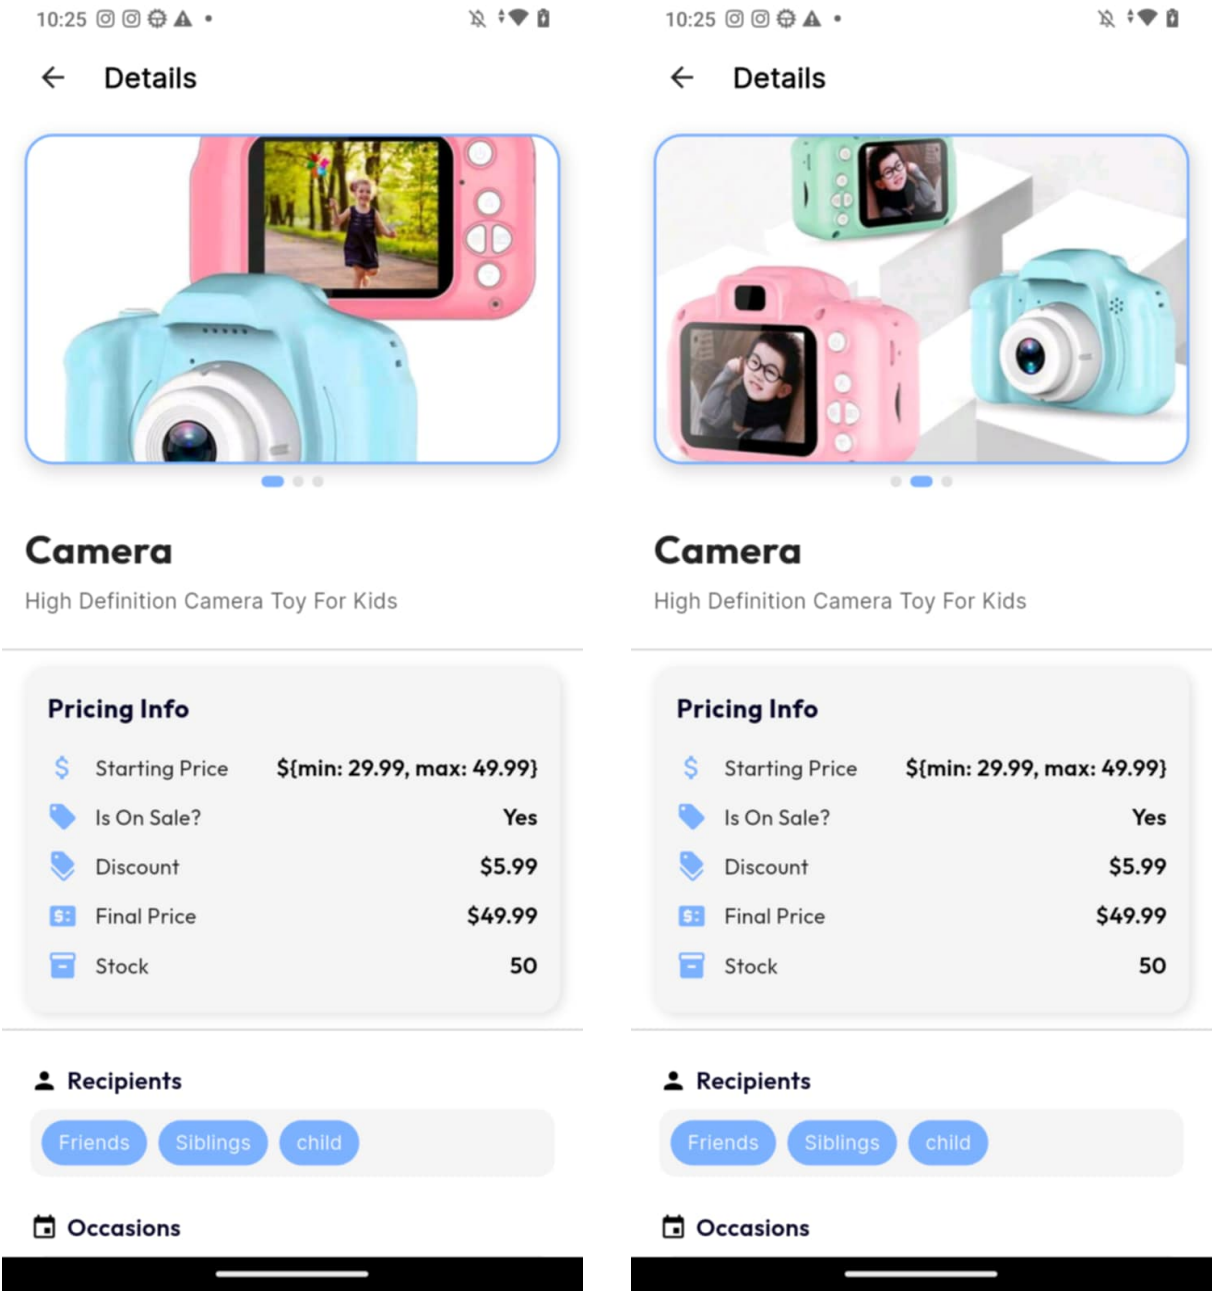 10:25
Details
Camera
High Definition Camera Toy For Kids
Pricing Info
Starting Price ${min: 29.99, max: 49.99}
Is On Sale? Yes
Discount $5.99
Final Price $49.99
Stock 50
Recipients
Friends Siblings child
Occasions
10:25
Details
Camera
High Definition Camera Toy For Kids
Pricing Info
Starting Price ${min: 29.99, max: 49.99}
Is On Sale? Yes
Discount $5.99
Final Price $49.99
Stock 50
Recipients
Friends Siblings child
Occasions